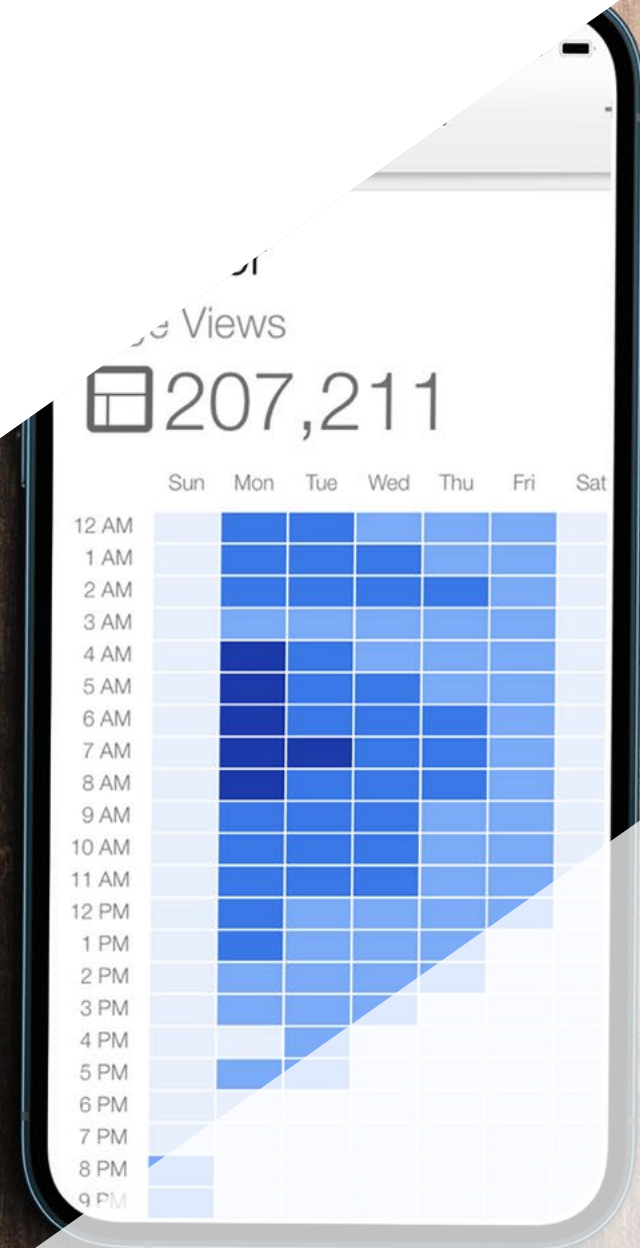 Views
207,211
Sun Mon Tue Wed Thu Fri Sat
12 AM
1 AM
2 AM
3 AM
4 AM
5 AM
6 AM
7 AM
8 AM
9 AM
10 AM
11 AM
12 PM
1 PM
2 PM
3 PM
4 PM
5 PM
6 PM
7 PM
8 PM
9 PM